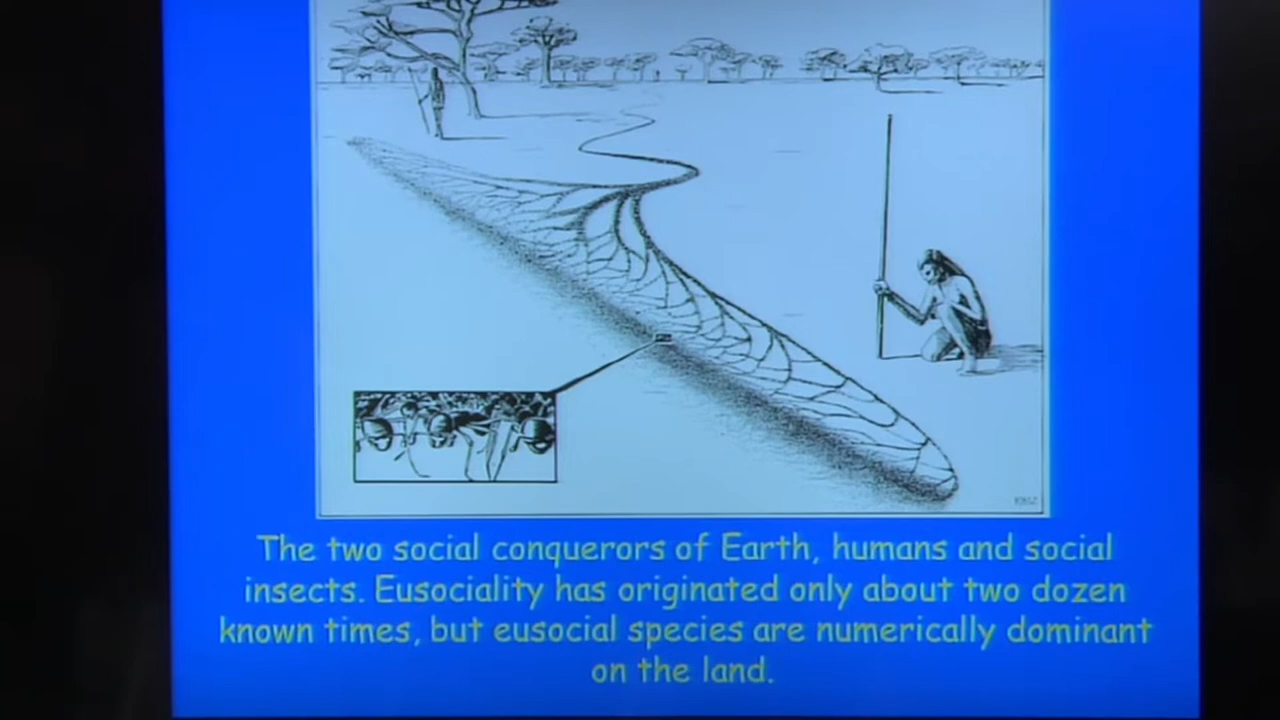 The two social conquerors of Earth, humans and social
insects. Eusociality has originated only about two dozen
known times, but eusocial species are numerically dominant
on the land.